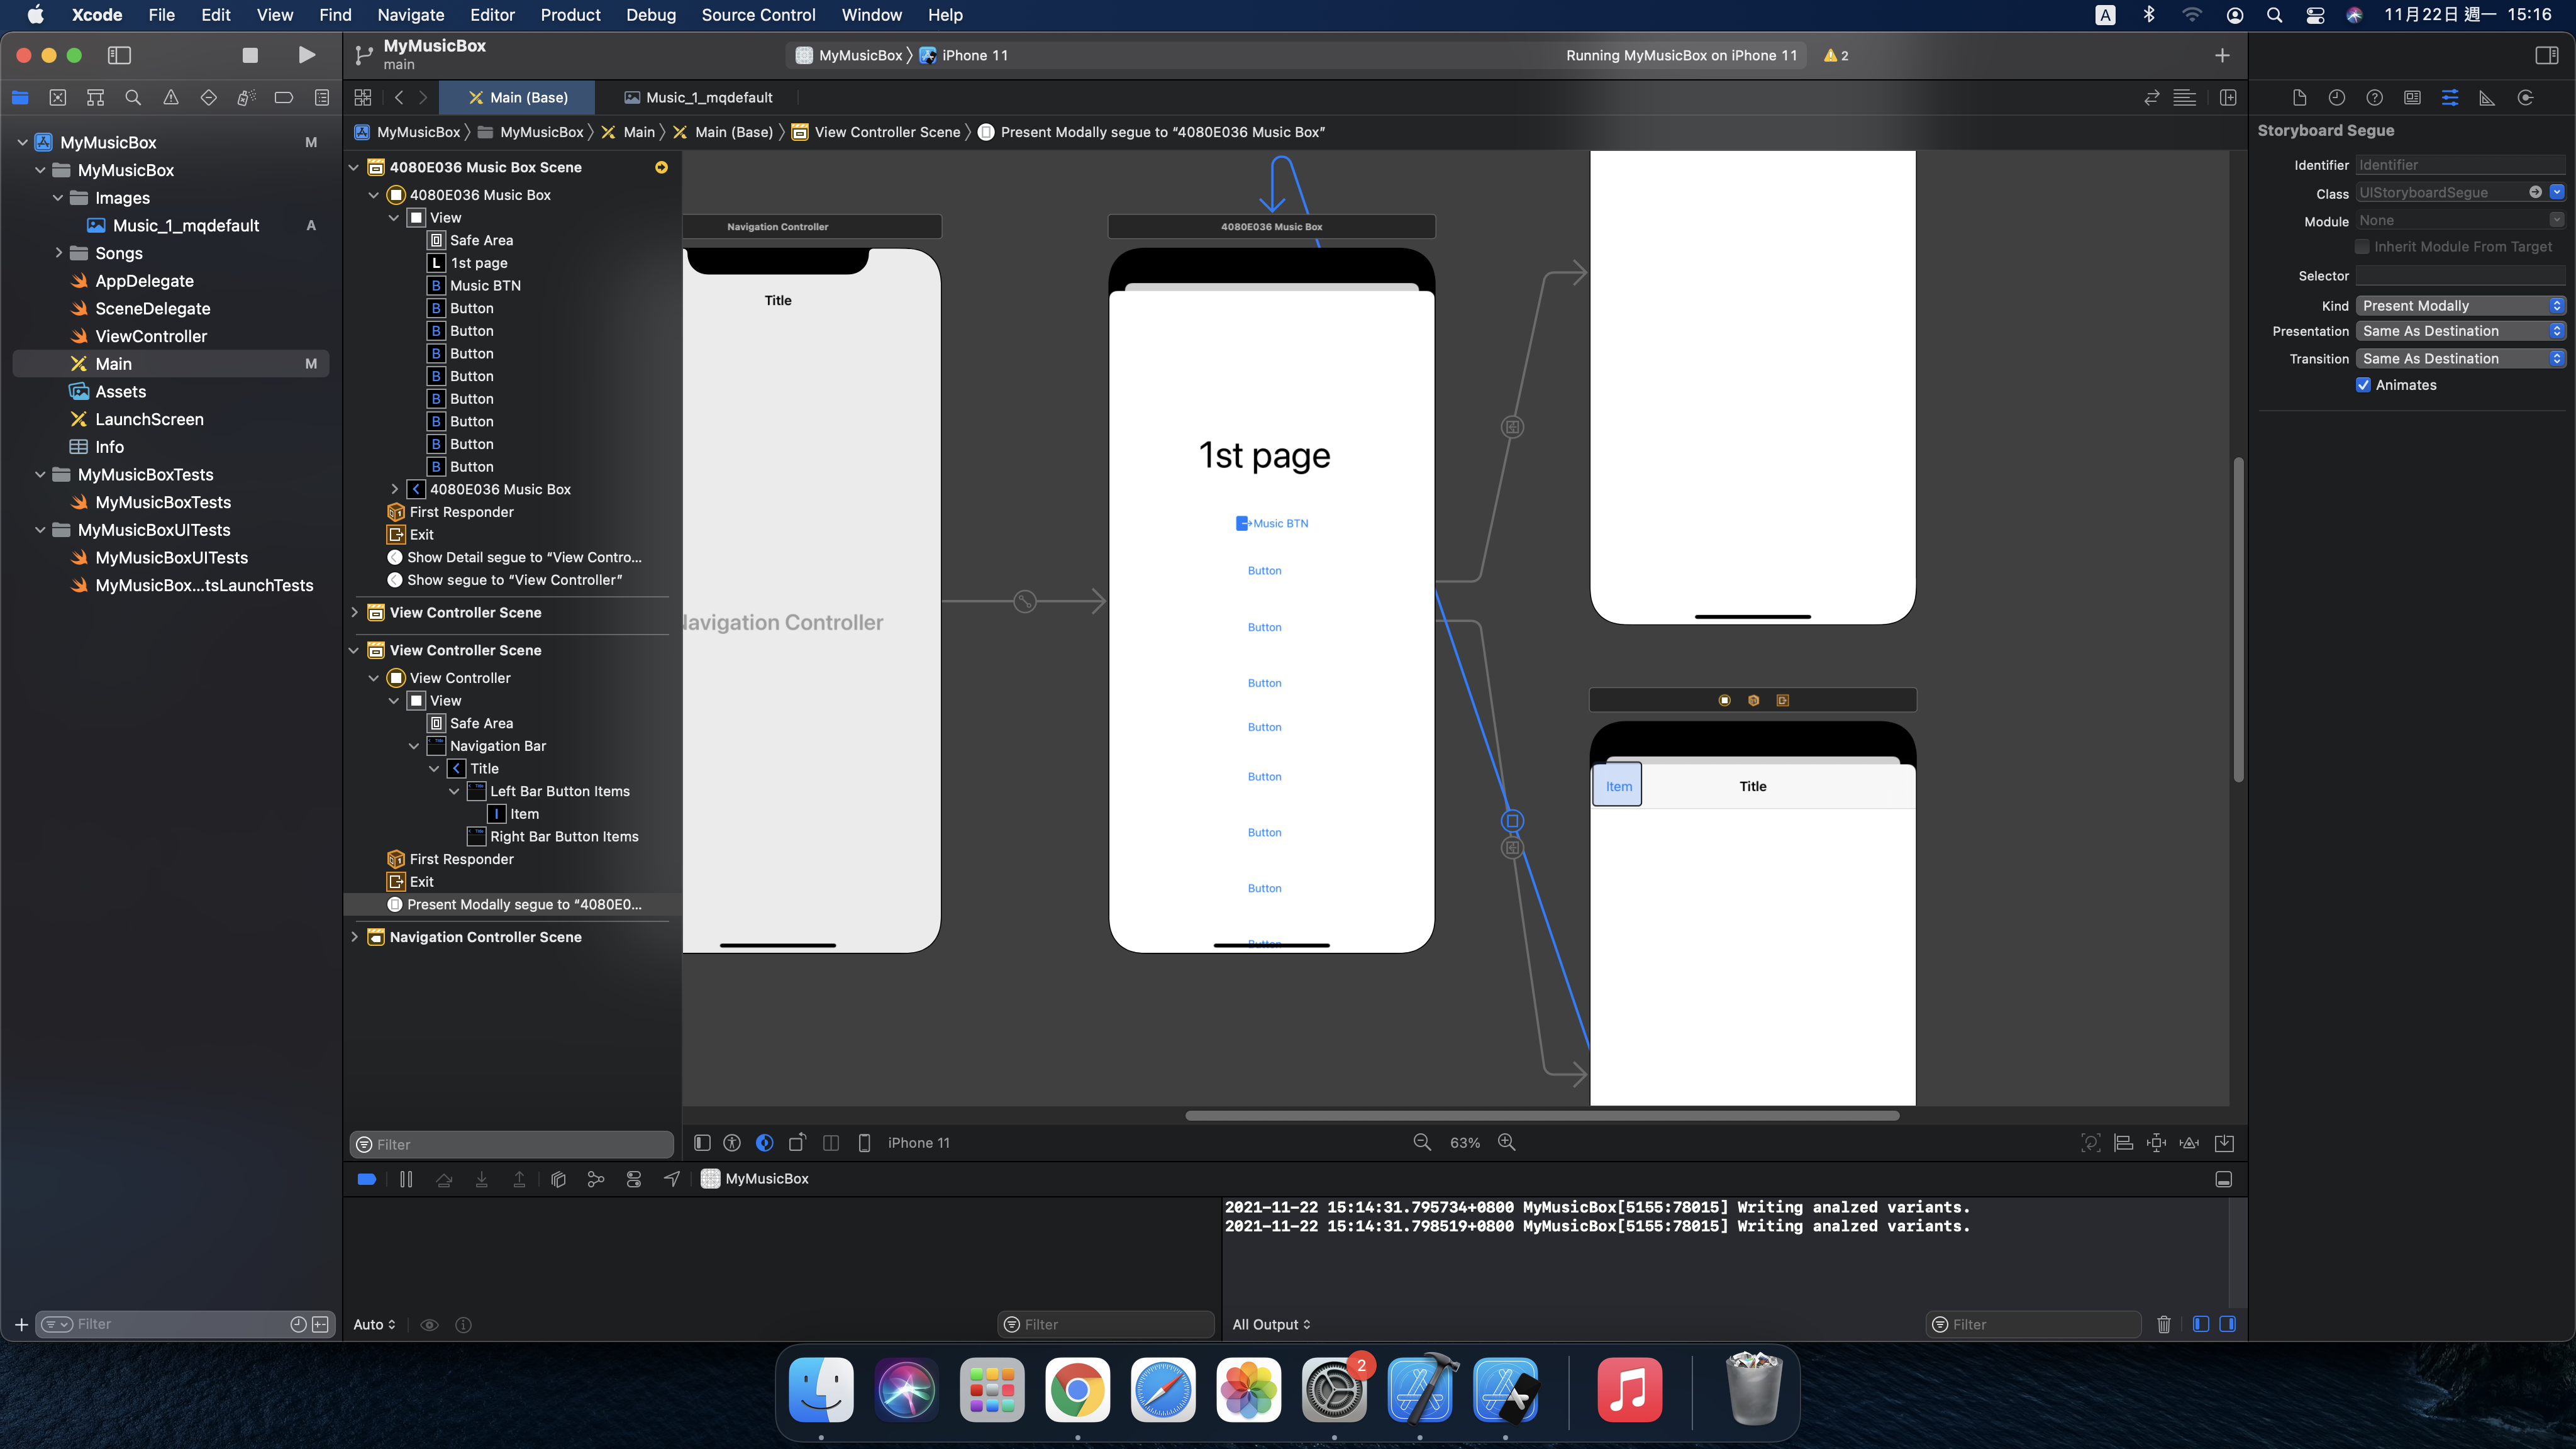 Xcode File Edit View Find Navigate Editor Product Debug Source Control Window Help A 11月22日 週一 15:16
MyMusicBox
main
MyMusicBox 〉 iPhone 11
Running MyMusicBox on iPhone 11 2
Main (Base)
Music_1_mqdefault
MyMusicBox 〉 MyMusicBox 〉 Main 〉 Main (Base) 〉 View Controller Scene 〉 Present Modally segue to “4080E036 Music Box”
MyMusicBox M
MyMusicBox
Images
Music_1_mqdefault A
Songs
AppDelegate
SceneDelegate
ViewController
Main M
Assets
LaunchScreen
Info
MyMusicBoxTests
MyMusicBoxTests
MyMusicBoxUITests
MyMusicBoxUITests
MyMusicBox...tsLaunchTests
Filter
4080E036 Music Box Scene
4080E036 Music Box
View
Safe Area
L 1st page
B Music BTN
B Button
B Button
B Button
B Button
B Button
B Button
B Button
B Button
4080E036 Music Box
First Responder
Exit
Show Detail segue to “View Contro...
Show segue to “View Controller”
View Controller Scene
View Controller Scene
View Controller
View
Safe Area
Navigation Bar
Title
Left Bar Button Items
Item
Right Bar Button Items
First Responder
Exit
Present Modally segue to “4080E0...
Navigation Controller Scene
Filter
Navigation Controller
Title
Navigation Controller
4080E036 Music Box
1st page
Music BTN
Button
Button
Button
Button
Button
Button
Button
Button
Item
Title
iPhone 11
63%
MyMusicBox
2021-11-22 15:14:31.795734+0800 MyMusicBox[5155:78015] Writing analzed variants.
2021-11-22 15:14:31.798519+0800 MyMusicBox[5155:78015] Writing analzed variants.
Auto
Filter
All Output
Filter
Storyboard Segue
Identifier Identifier
Class UIStoryboardSegue
Module None
Inherit Module From Target
Selector
Kind Present Modally
Presentation Same As Destination
Transition Same As Destination
Animates
2